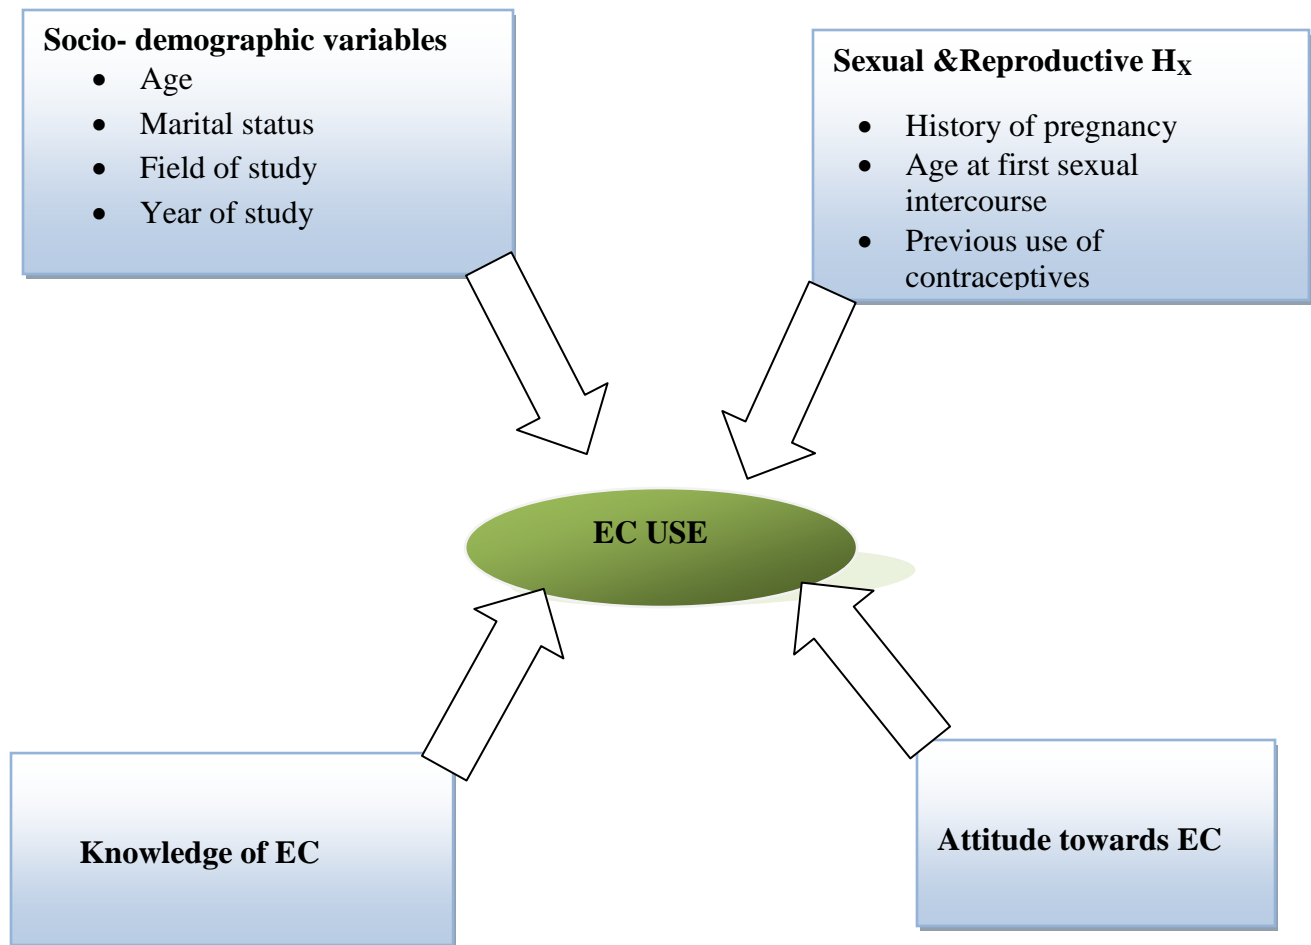 Socio- demographic variables
• Age
• Marital status
• Field of study
• Year of study
Sexual &Reproductive HX
• History of pregnancy
• Age at first sexual
intercourse
• Previous use of
contraceptives
EC USE
Knowledge of EC
Attitude towards EC